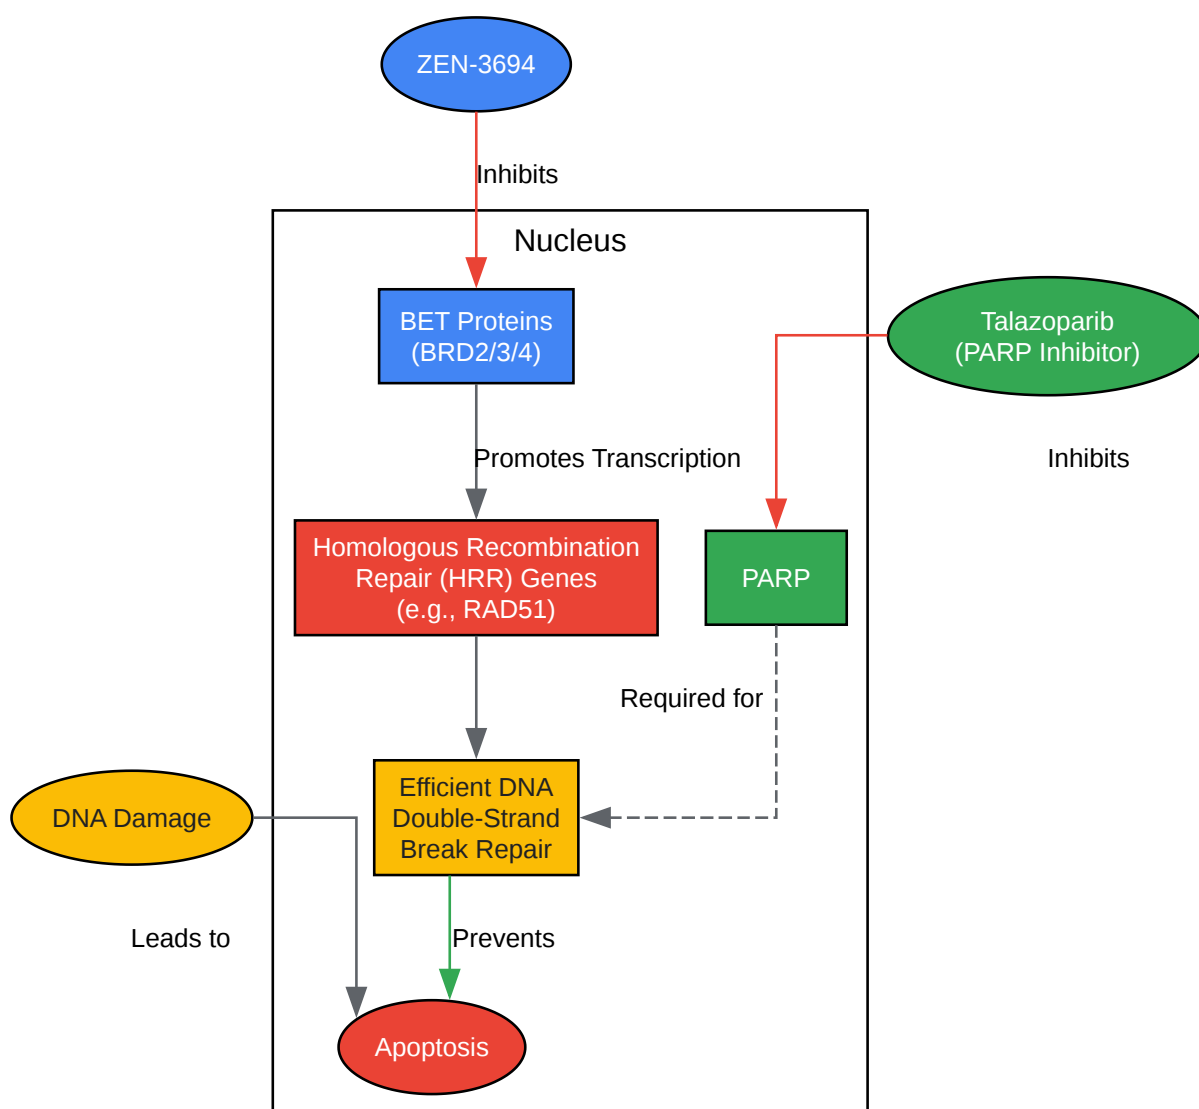 ZEN-3694
Inhibits
Nucleus
BET Proteins
(BRD2/3/4)
Talazoparib
(PARP Inhibitor)
Promotes Transcription
Inhibits
Homologous Recombination
Repair (HRR) Genes
(e.g., RAD51)
PARP
Required for
DNA Damage
Efficient DNA
Double-Strand
Break Repair
Leads to
Prevents
Apoptosis